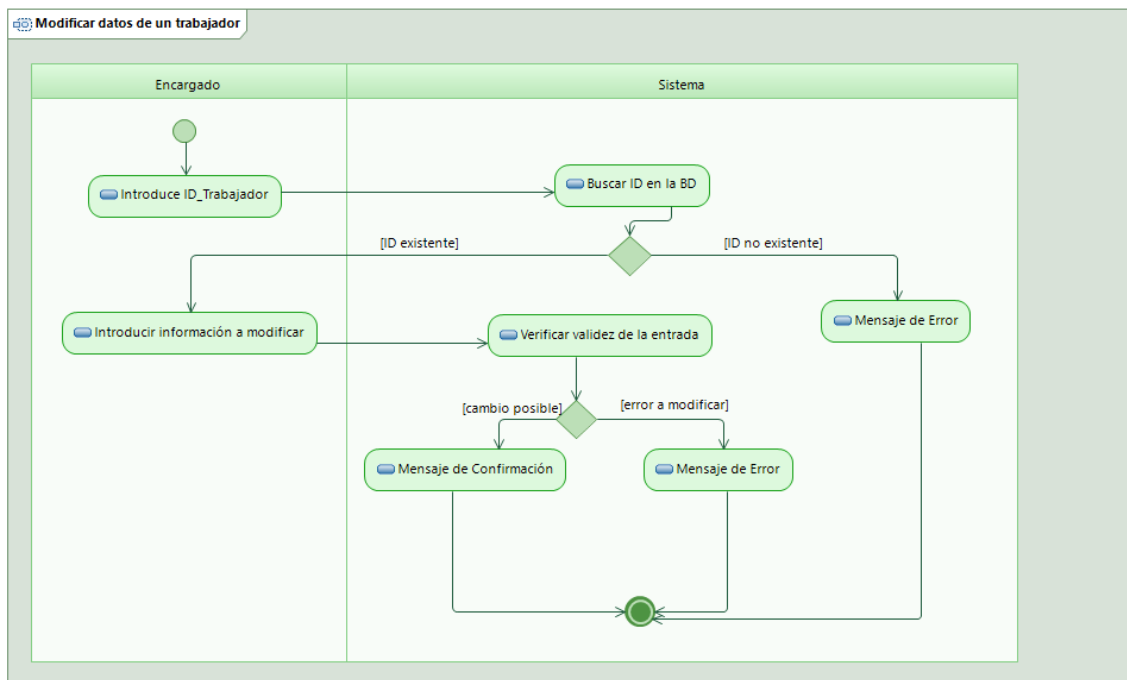 Modificar datos de un trabajador
Encargado
Sistema
Introduce ID_Trabajador
Buscar ID en la BD
[ID existente]
[ID no existente]
Introducir información a modificar
Verificar validez de la entrada
Mensaje de Error
[cambio posible]
[error a modificar]
Mensaje de Confirmación
Mensaje de Error